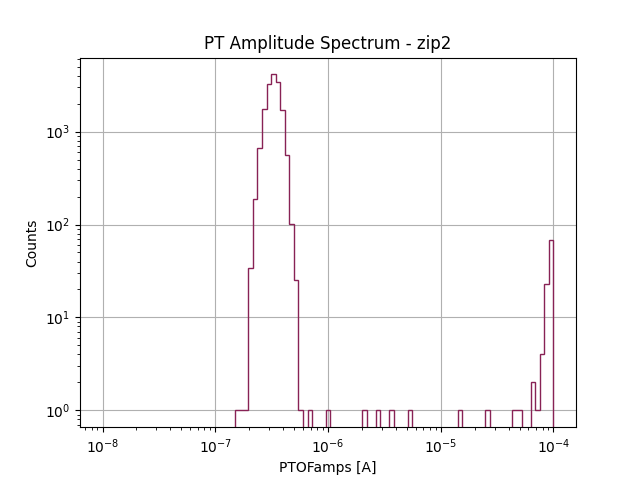 PT Amplitude Spectrum - zip2
Counts
10³
10²
10¹
10⁰
10⁻⁸ 10⁻⁷ 10⁻⁶ 10⁻⁵ 10⁻⁴
PTOFamps [A]